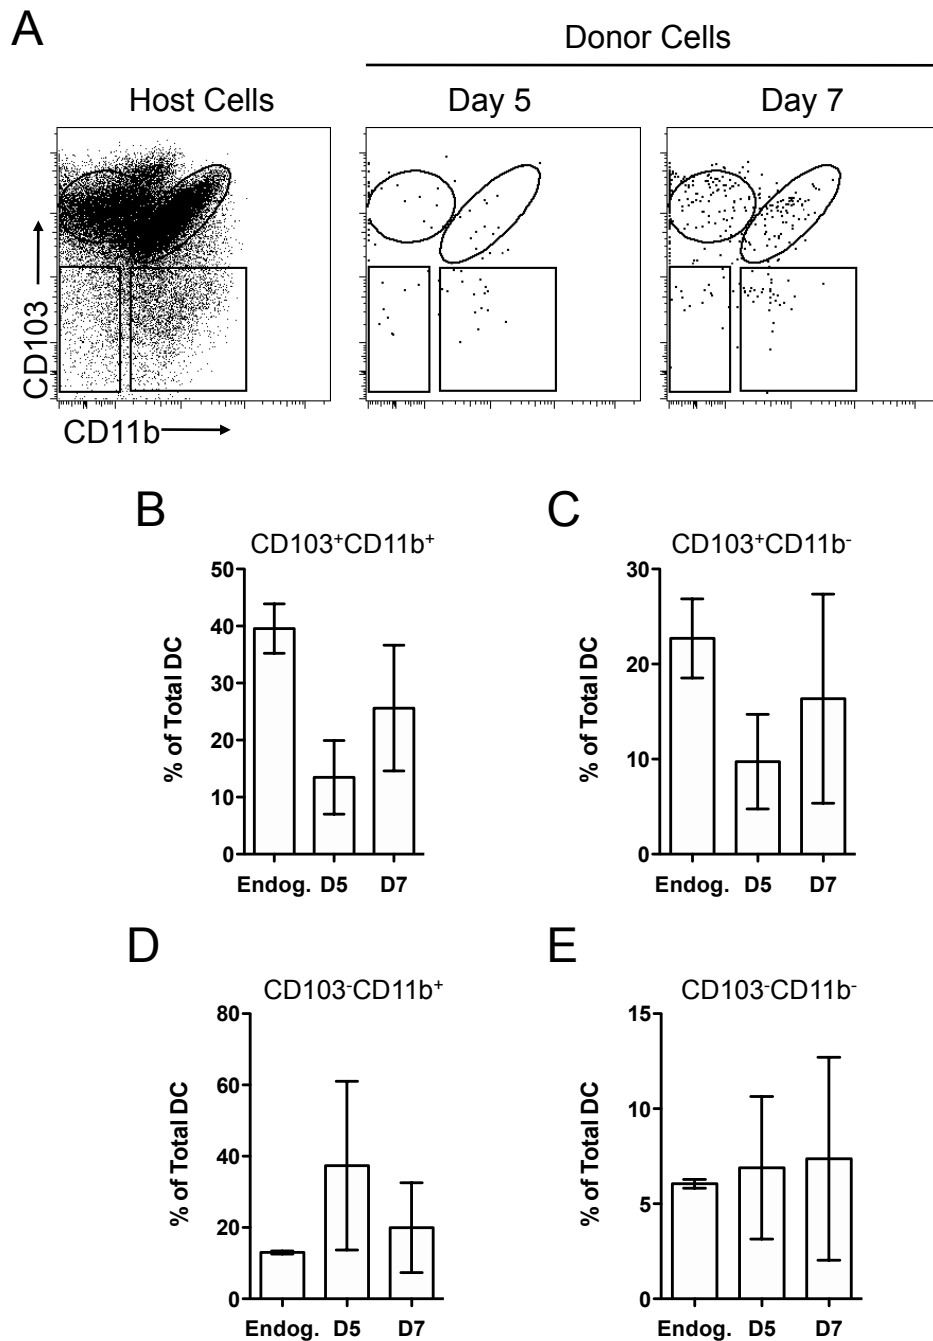 A
Donor Cells
Host Cells
Day 5
Day 7
CD103
CD11b
B
CD103⁺CD11b⁺
% of Total DC
50
40
30
20
10
0
Endog. D5 D7
C
CD103⁺CD11b⁻
% of Total DC
30
20
10
0
Endog. D5 D7
D
CD103⁻CD11b⁺
% of Total DC
80
60
40
20
0
Endog. D5 D7
E
CD103⁻CD11b⁻
% of Total DC
15
10
5
0
Endog. D5 D7